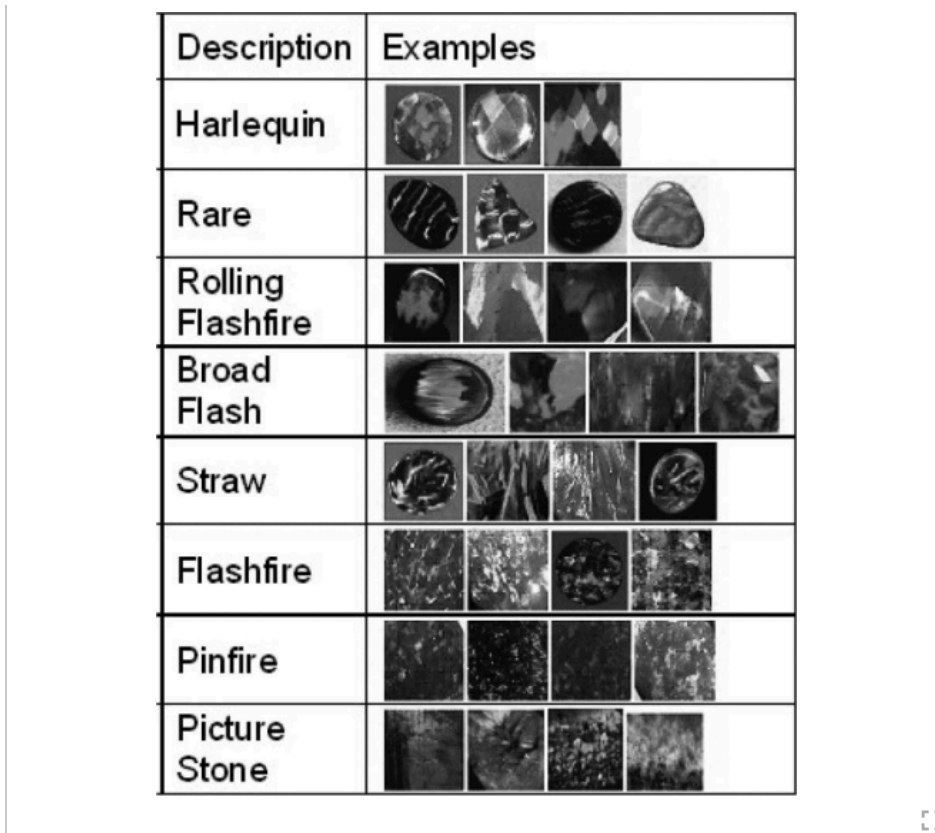 Description Examples
Harlequin
Rare
Rolling
Flashfire
Broad
Flash
Straw
Flashfire
Pinfire
Picture
Stone